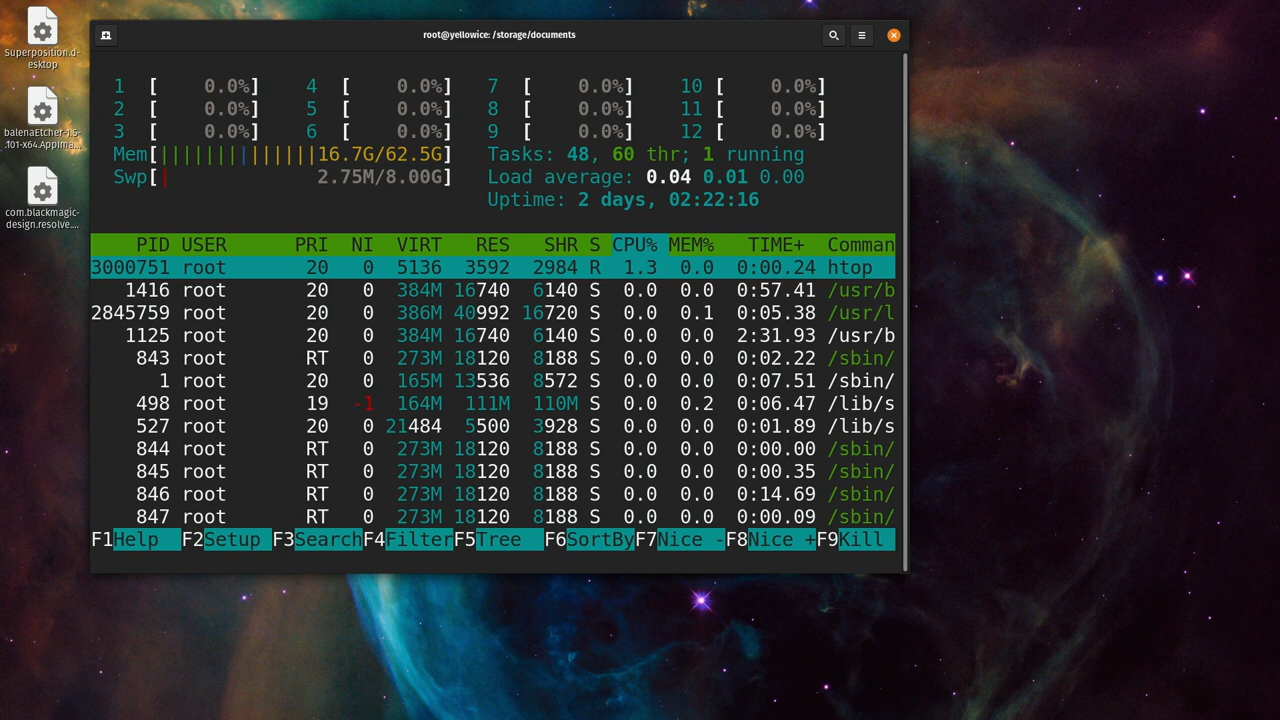 Superposition.d-
esktop
balenaEtcher-1.5-
.101-x64.AppIma...
com.blackmagic-
design.resolve....
root@yellowice: /storage/documents
1 [ 0.0%] 4 [ 0.0%] 7 [ 0.0%] 10 [ 0.0%]
2 [ 0.0%] 5 [ 0.0%] 8 [ 0.0%] 11 [ 0.0%]
3 [ 0.0%] 6 [ 0.0%] 9 [ 0.0%] 12 [ 0.0%]
Mem[||||||||||||||16.7G/62.5G] Tasks: 48, 60 thr; 1 running
Swp[| 2.75M/8.00G] Load average: 0.04 0.01 0.00
Uptime: 2 days, 02:22:16
PID USER PRI NI VIRT RES SHR S CPU% MEM% TIME+ Comman
3000751 root 20 0 5136 3592 2984 R 1.3 0.0 0:00.24 htop
1416 root 20 0 384M 16740 6140 S 0.0 0.0 0:57.41 /usr/b
2845759 root 20 0 386M 40992 16720 S 0.0 0.1 0:05.38 /usr/l
1125 root 20 0 384M 16740 6140 S 0.0 0.0 2:31.93 /usr/b
843 root RT 0 273M 18120 8188 S 0.0 0.0 0:02.22 /sbin/
1 root 20 0 165M 13536 8572 S 0.0 0.0 0:07.51 /sbin/
498 root 19 -1 164M 111M 110M S 0.0 0.2 0:06.47 /lib/s
527 root 20 0 21484 5500 3928 S 0.0 0.0 0:01.89 /lib/s
844 root RT 0 273M 18120 8188 S 0.0 0.0 0:00.00 /sbin/
845 root RT 0 273M 18120 8188 S 0.0 0.0 0:00.35 /sbin/
846 root RT 0 273M 18120 8188 S 0.0 0.0 0:14.69 /sbin/
847 root RT 0 273M 18120 8188 S 0.0 0.0 0:00.09 /sbin/
F1Help F2Setup F3SearchF4FilterF5Tree F6SortByF7Nice -F8Nice +F9Kill